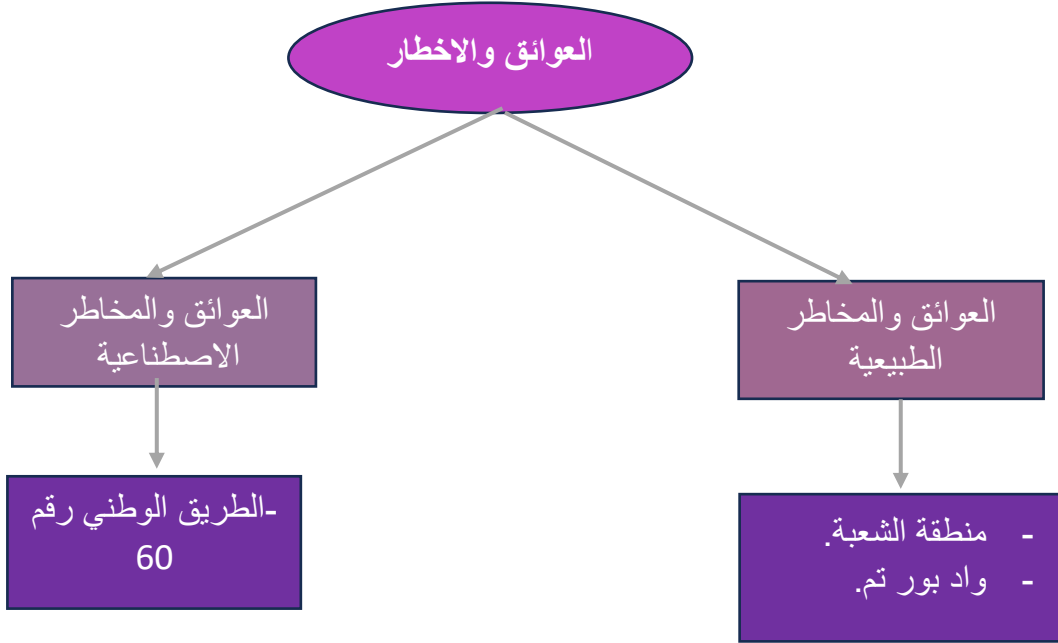 العوائق والاخطار
العوائق والمخاطر
الطبيعية
العوائق والمخاطر
الاصطناعية
- منطقة الشعبة.
- واد بور تم.
-الطريق الوطني رقم
60